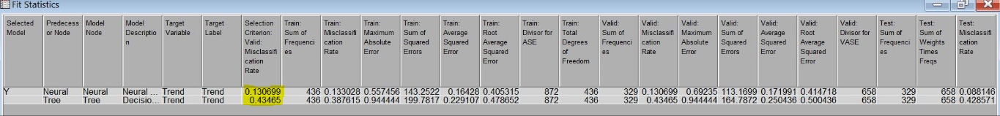 Fit Statistics
Selected Model | Predecessor Node | Model Node | Model Description | Target Variable | Target Label | Selection Criterion: Valid: Misclassification Rate | Train: Sum of Frequencies | Train: Misclassification Rate | Train: Maximum Absolute Error | Train: Sum of Squared Errors | Train: Average Squared Error | Train: Root Average Squared Error | Train: Divisor for ASE | Train: Total Degrees of Freedom | Valid: Sum of Frequencies | Valid: Misclassification Rate | Valid: Maximum Absolute Error | Valid: Sum of Squared Errors | Valid: Average Squared Error | Valid: Root Average Squared Error | Valid: Divisor for VASE | Test: Sum of Frequencies | Test: Sum of Weights Times Freqs | Test: Misclassification Rate
Y | Neural | Neural | Neural ... | Trend | Trend | 0.130699 | 436 | 0.133028 | 0.557456 | 143.2522 | 0.16428 | 0.405315 | 872 | 436 | 329 | 0.130699 | 0.69235 | 113.1699 | 0.171991 | 0.414718 | 658 | 329 | 658 | 0.088146
Tree | Tree | Decisio... | Trend | Trend | 0.43465 | 436 | 0.387615 | 0.944444 | 199.7817 | 0.229107 | 0.478652 | 872 | 436 | 329 | 0.43465 | 0.944444 | 164.7872 | 0.250436 | 0.500436 | 658 | 329 | 658 | 0.428571